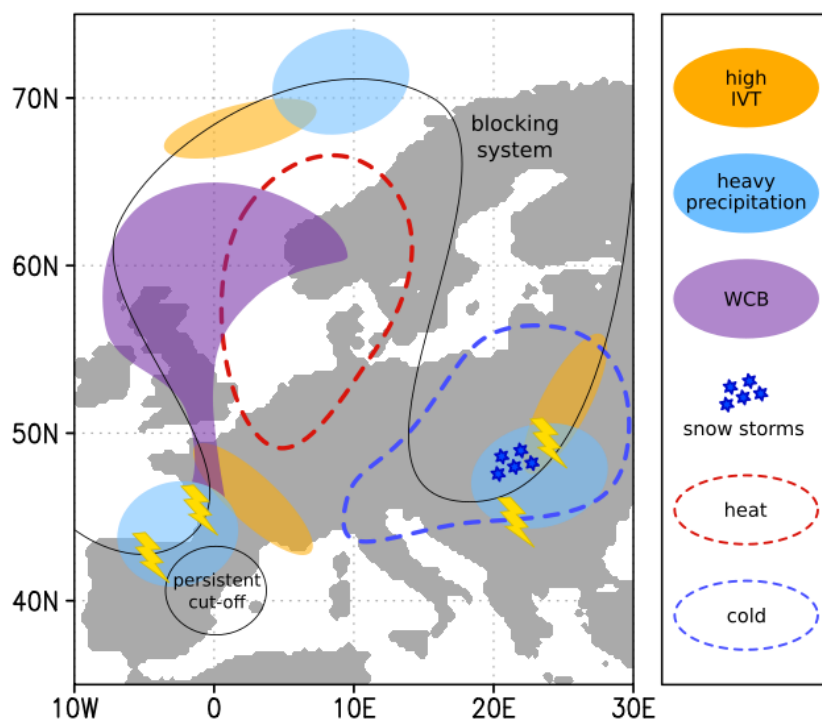 70N
60N
50N
40N
10W
0
10E
20E
30E
blocking
system
persistent
cut-off
high
IVT
heavy
precipitation
WCB
snow storms
heat
cold